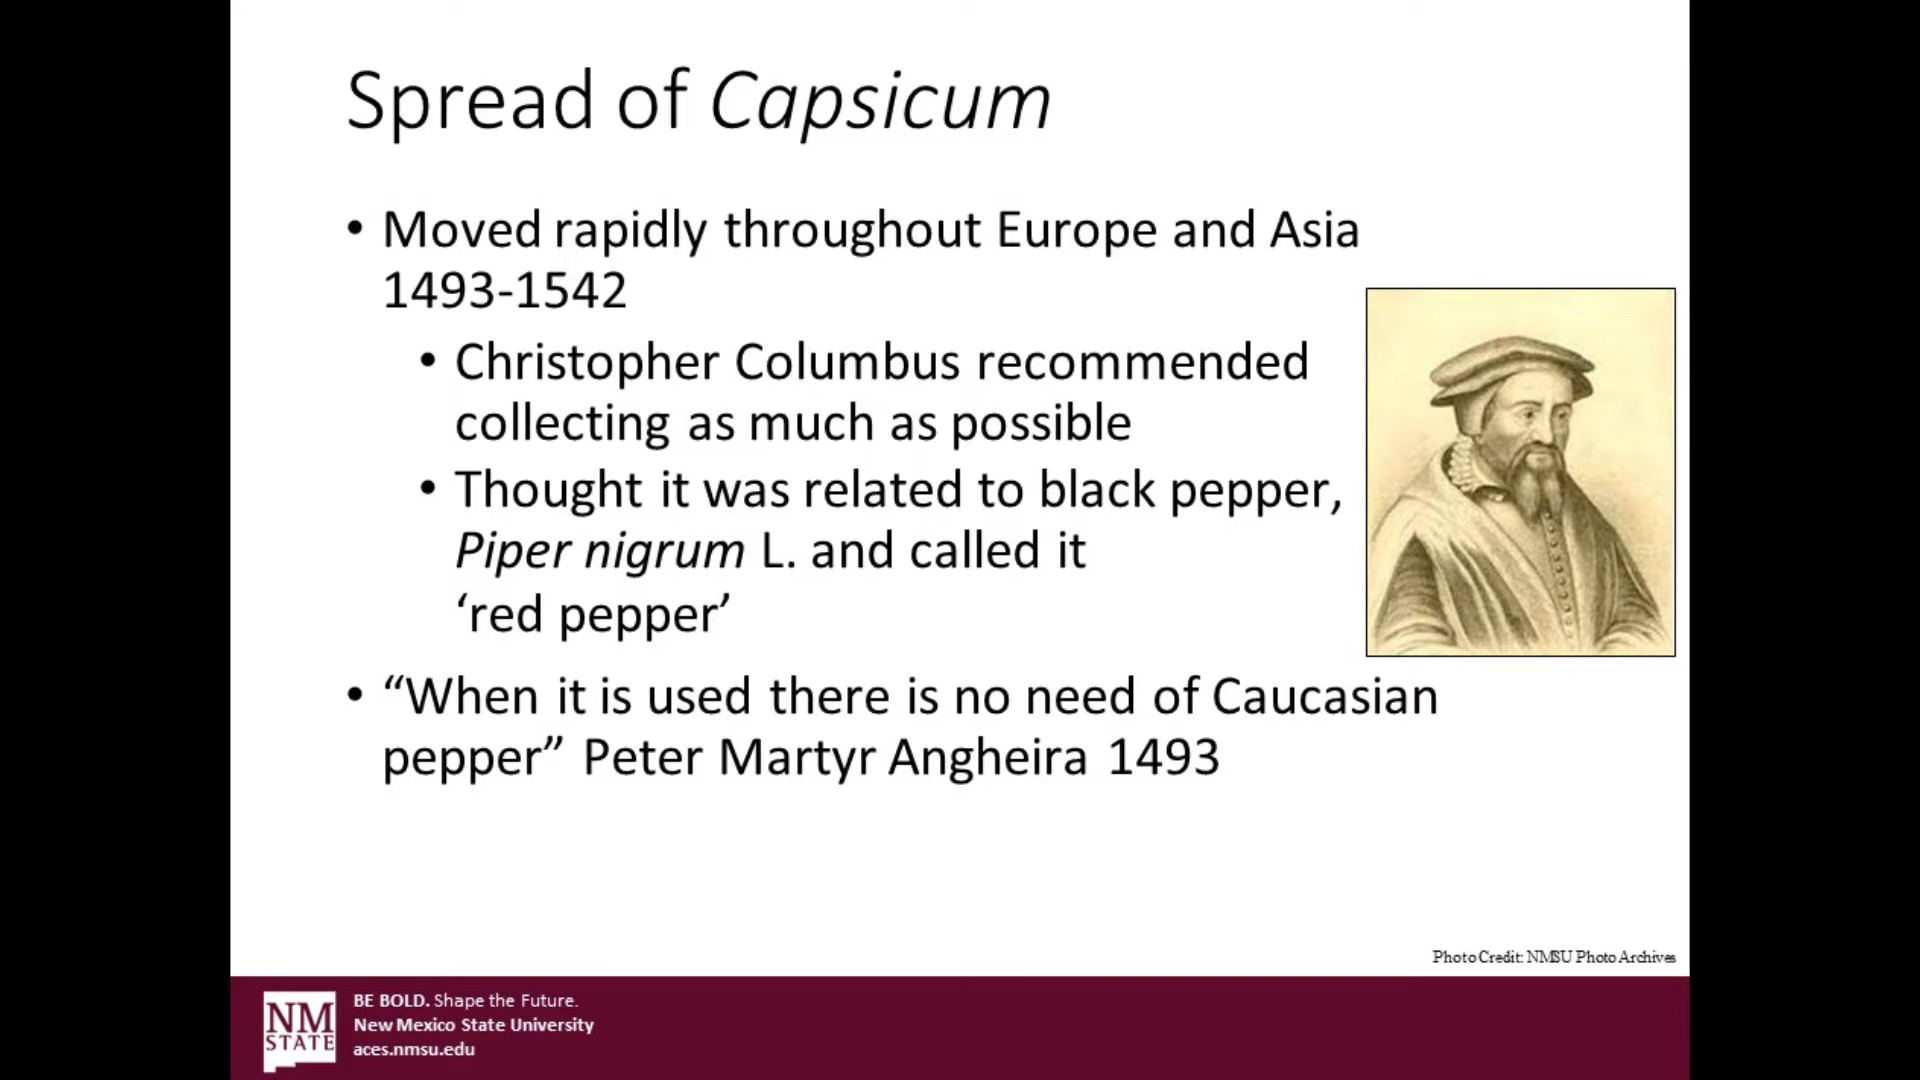 Spread of Capsicum
• Moved rapidly throughout Europe and Asia
1493-1542
• Christopher Columbus recommended
collecting as much as possible
• Thought it was related to black pepper,
Piper nigrum L. and called it
‘red pepper’
• “When it is used there is no need of Caucasian
pepper” Peter Martyr Angheira 1493
Photo Credit: NMSU Photo Archives
NM
STATE
BE BOLD. Shape the Future.
New Mexico State University
aces.nmsu.edu